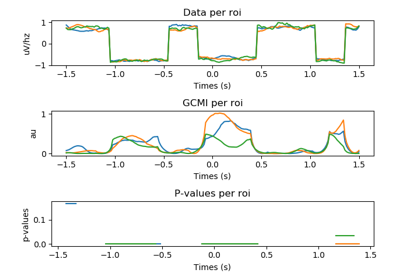 Data per roi
1
0
−1
uV/hz
−1.5 −1.0 −0.5 0.0 0.5 1.0 1.5
Times (s)
GCMI per roi
1
0
au
−1.5 −1.0 −0.5 0.0 0.5 1.0 1.5
Times (s)
P-values per roi
0.1
0.0
p-values
−1.5 −1.0 −0.5 0.0 0.5 1.0 1.5
Times (s)